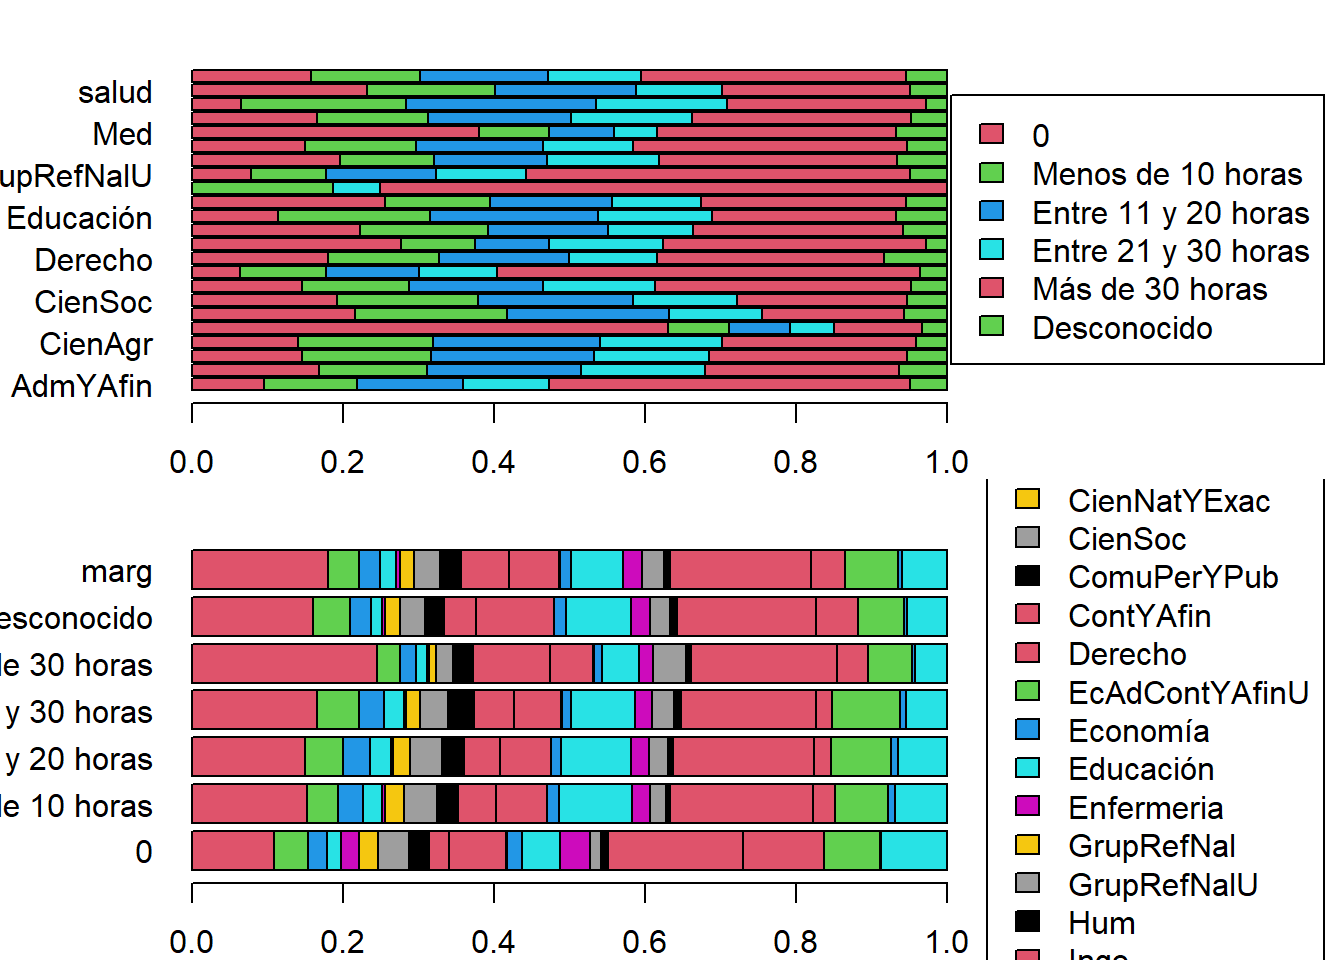 salud
Med
upRefNalU
Educación
Derecho
CienSoc
CienAgr
AdmYAfin
0.0 0.2 0.4 0.6 0.8 1.0
0
Menos de 10 horas
Entre 11 y 20 horas
Entre 21 y 30 horas
Más de 30 horas
Desconocido
marg
esconocido
de 30 horas
y 30 horas
y 20 horas
de 10 horas
0
0.0 0.2 0.4 0.6 0.8 1.0
CienNatYExac
CienSoc
ComuPerYPub
ContYAfin
Derecho
EcAdContYAfinU
Economía
Educación
Enfermeria
GrupRefNal
GrupRefNalU
Hum